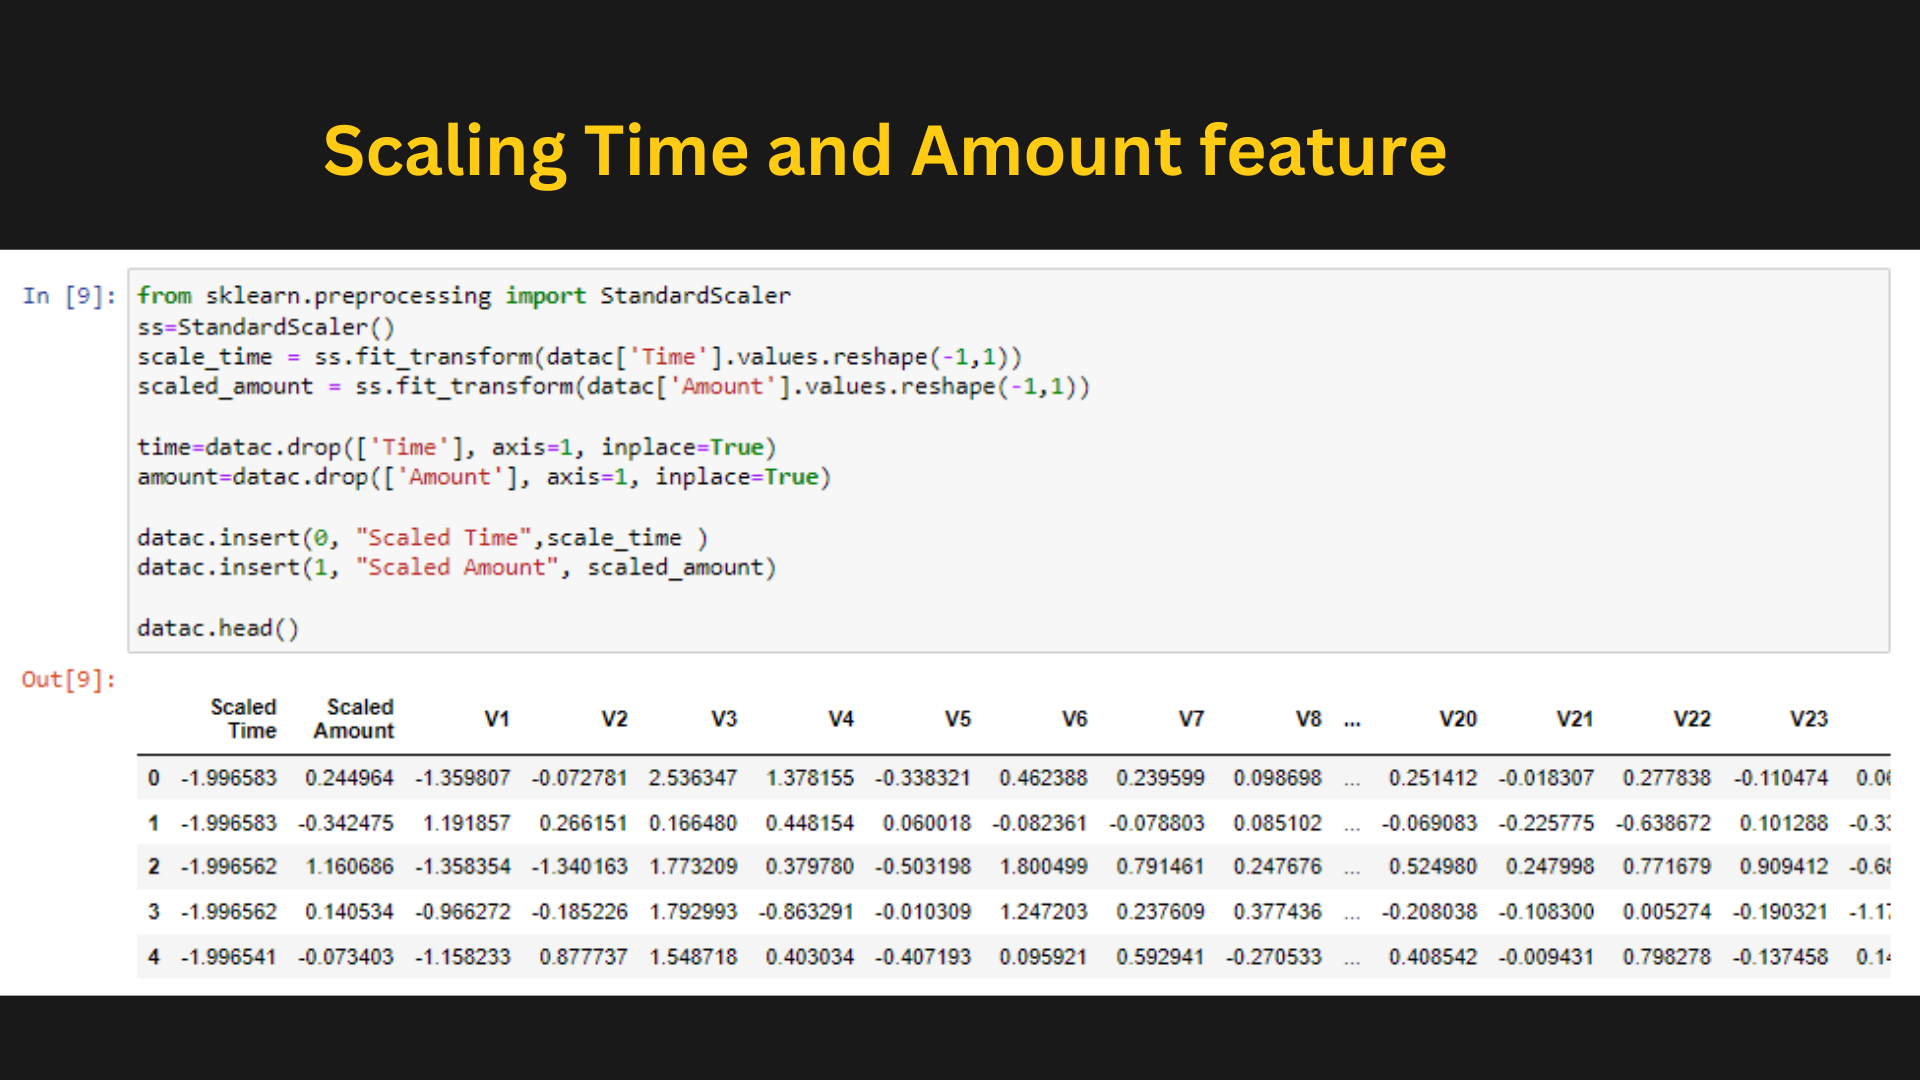 Scaling Time and Amount feature
In [9]:
from sklearn.preprocessing import StandardScaler
ss=StandardScaler()
scale_time = ss.fit_transform(datac['Time'].values.reshape(-1,1))
scaled_amount = ss.fit_transform(datac['Amount'].values.reshape(-1,1))
time=datac.drop(['Time'], axis=1, inplace=True)
amount=datac.drop(['Amount'], axis=1, inplace=True)
datac.insert(0, "Scaled Time",scale_time )
datac.insert(1, "Scaled Amount", scaled_amount)
datac.head()
Out[9]:
Scaled Time Scaled Amount V1 V2 V3 V4 V5 V6 V7 V8 ... V20 V21 V22 V23
0 -1.996583 0.244964 -1.359807 -0.072781 2.536347 1.378155 -0.338321 0.462388 0.239599 0.098698 ... 0.251412 -0.018307 0.277838 -0.110474
1 -1.996583 -0.342475 1.191857 0.266151 0.166480 0.448154 0.060018 -0.082361 -0.078803 0.085102 ... -0.069083 -0.225775 -0.638672 0.101288
2 -1.996562 1.160686 -1.358354 -1.340163 1.773209 0.379780 -0.503198 1.800499 0.791461 0.247676 ... 0.524980 0.247998 0.771679 0.909412
3 -1.996562 0.140534 -0.966272 -0.185226 1.792993 -0.863291 -0.010309 1.247203 0.237609 0.377436 ... -0.208038 -0.108300 0.005274 -0.190321
4 -1.996541 -0.073403 -1.158233 0.877737 1.548718 0.403034 -0.407193 0.095921 0.592941 -0.270533 ... 0.408542 -0.009431 0.798278 -0.137458